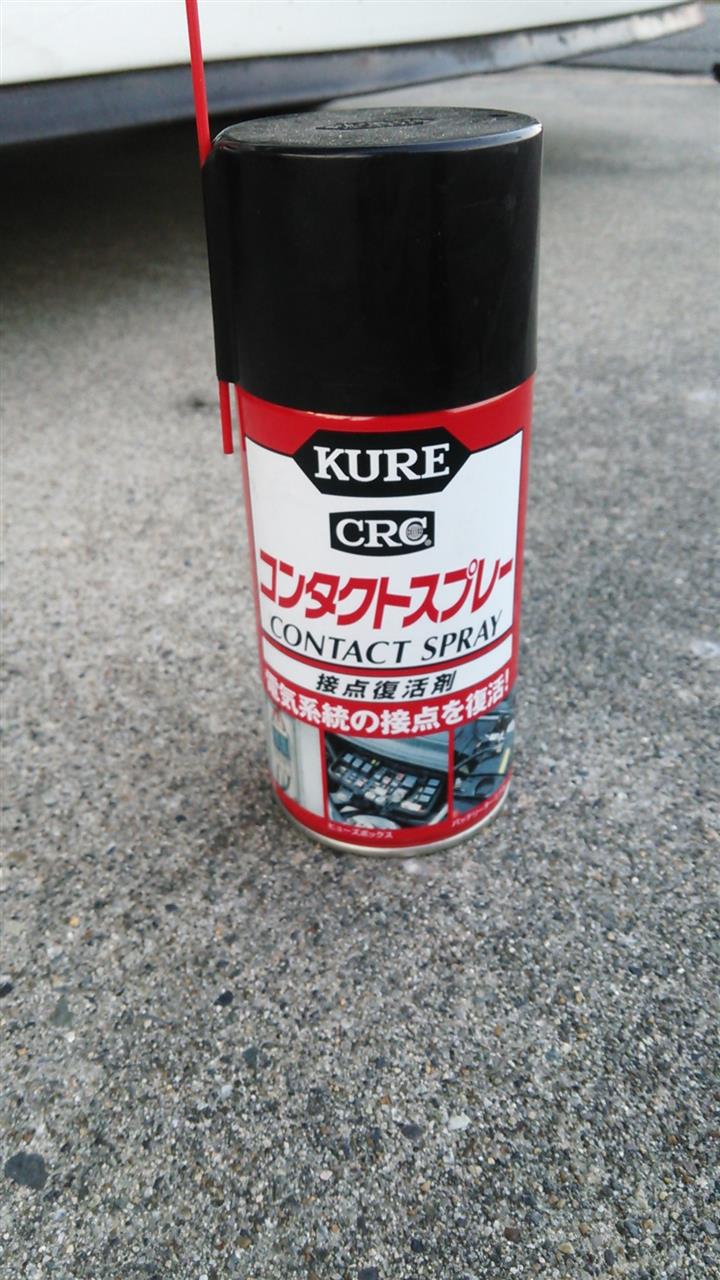 KURE
CRC
コンタクトスプレー
CONTACT SPRAY
接点復活剤
電気系統の接点を復活!
ヒューズボックス